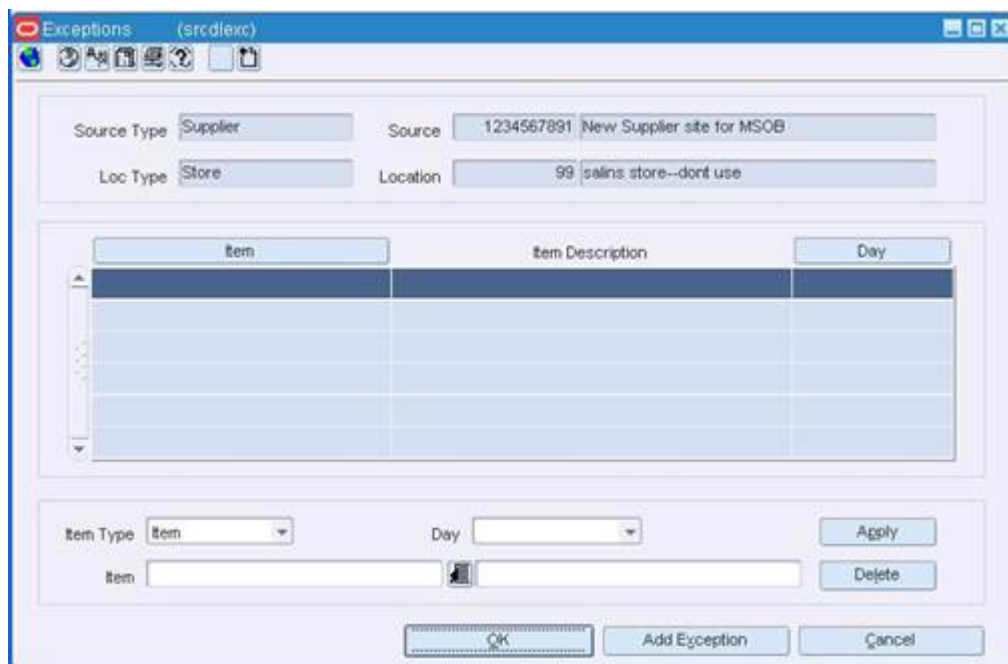 Exceptions (srcdlexc)
Source Type Supplier Source 1234567891 New Supplier site for MSOB
Loc Type Store Location 99 salins store--dont use
Item Item Description Day
Item Type Item Day Apply
Item Delete
OK Add Exception Cancel